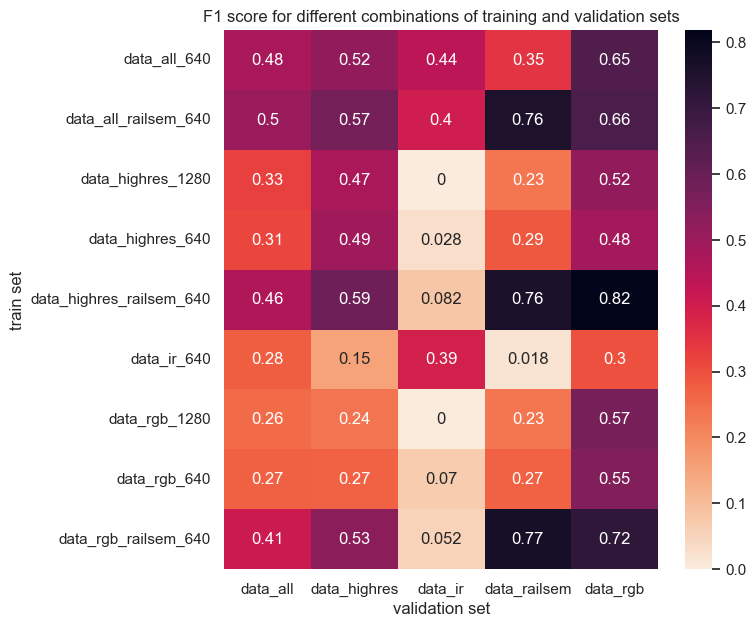 F1 score for different combinations of training and validation sets
train set
data_all_640 0.48 0.52 0.44 0.35 0.65
data_all_railsem_640 0.5 0.57 0.4 0.76 0.66
data_highres_1280 0.33 0.47 0 0.23 0.52
data_highres_640 0.31 0.49 0.028 0.29 0.48
data_highres_railsem_640 0.46 0.59 0.082 0.76 0.82
data_ir_640 0.28 0.15 0.39 0.018 0.3
data_rgb_1280 0.26 0.24 0 0.23 0.57
data_rgb_640 0.27 0.27 0.07 0.27 0.55
data_rgb_railsem_640 0.41 0.53 0.052 0.77 0.72
data_all data_highres data_ir data_railsem data_rgb
validation set
0.8
0.7
0.6
0.5
0.4
0.3
0.2
0.1
0.0